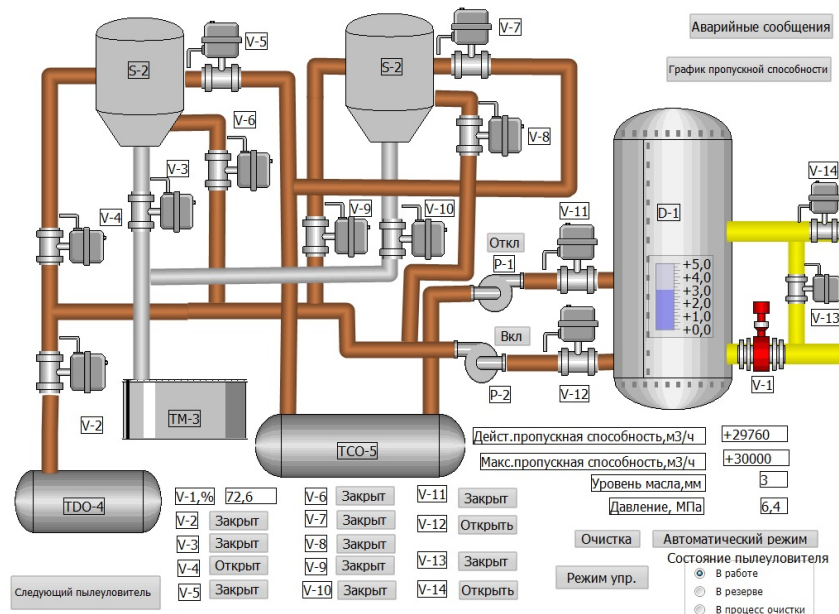 Аварийные сообщения
График пропускной способности
V-5
V-7
S-2
S-2
V-6
V-8
V-3
V-14
V-4
V-9
V-10
V-11
D-1
Откл
P-1
+5,0
+4,0
+3,0
+2,0
+1,0
+0,0
V-13
Вкл
V-2
P-2
V-12
V-1
TM-3
TCO-5
TDO-4
Дейст.пропускная способность,м3/ч +29760
Макс.пропускная способность,м3/ч +30000
Уровень масла,мм 3
Давление, МПа 6,4
V-1,% 72,6
V-2 Закрыт
V-3 Закрыт
V-4 Открыт
V-5 Закрыт
V-6 Закрыт
V-7 Закрыт
V-8 Закрыт
V-9 Закрыт
V-10 Закрыт
V-11 Закрыт
V-12 Открыть
V-13 Закрыт
V-14 Открыть
Очистка
Автоматический режим
Режим упр.
Состояние пылеуловителя
В работе
В резерве
В процесс очистки
Следующий пылеуловитель